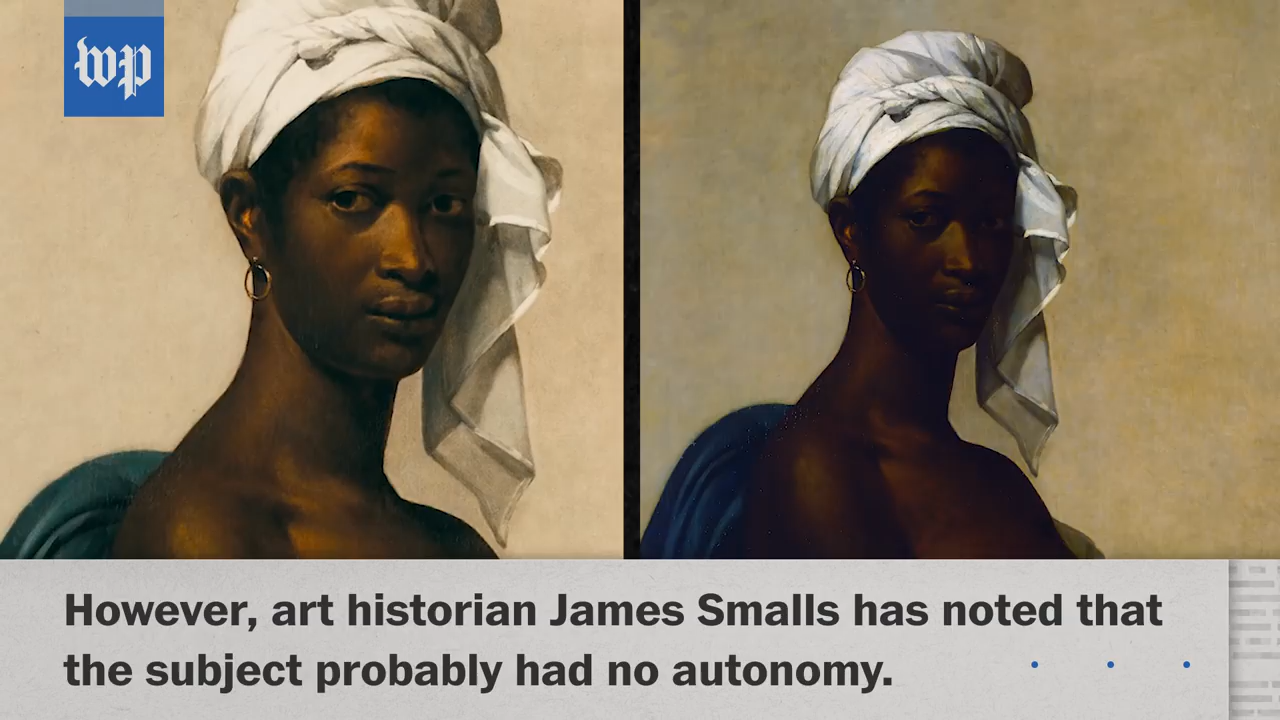 wp
However, art historian James Smalls has noted that
the subject probably had no autonomy.